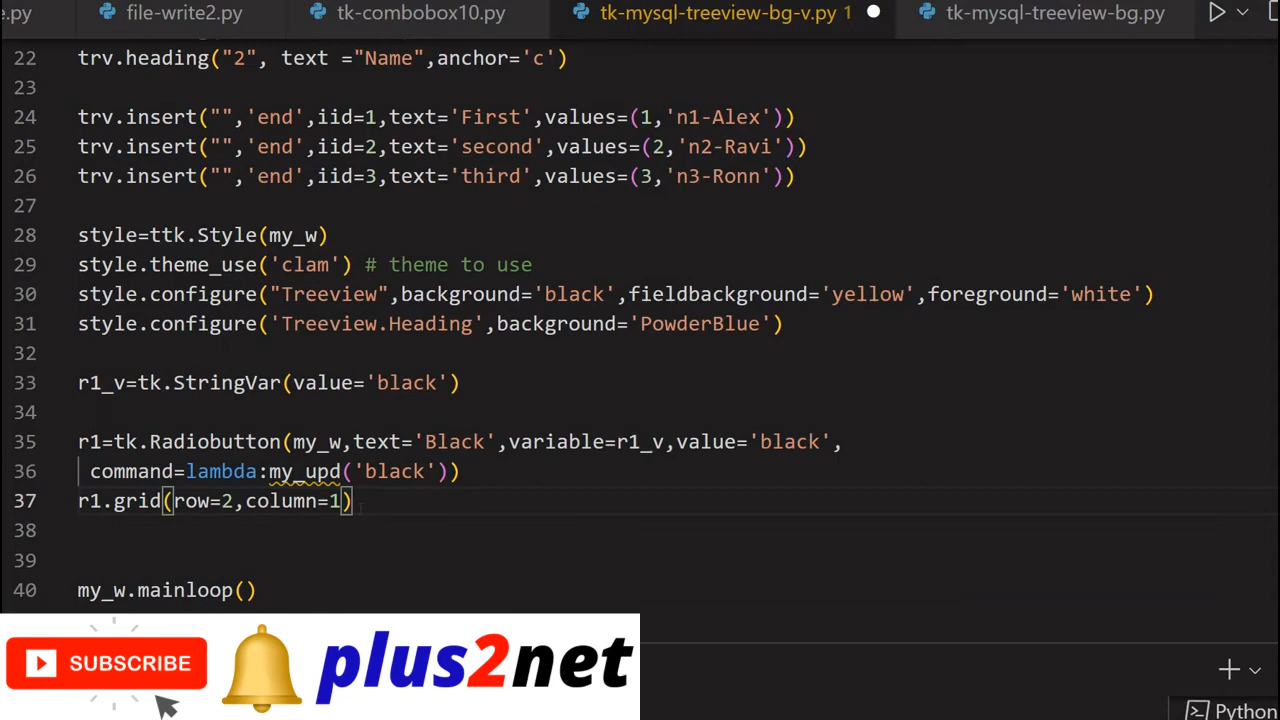 e.py file-write2.py tk-combobox10.py tk-mysql-treeview-bg-v.py 1 tk-mysql-treeview-bg.py
22 trv.heading("2", text ="Name",anchor='c')
23
24 trv.insert("",'end',iid=1,text='First',values=(1,'n1-Alex'))
25 trv.insert("",'end',iid=2,text='second',values=(2,'n2-Ravi'))
26 trv.insert("",'end',iid=3,text='third',values=(3,'n3-Ronn'))
27
28 style=ttk.Style(my_w)
29 style.theme_use('clam') # theme to use
30 style.configure("Treeview",background='black',fieldbackground='yellow',foreground='white')
31 style.configure('Treeview.Heading',background='PowderBlue')
32
33 r1_v=tk.StringVar(value='black')
34
35 r1=tk.Radiobutton(my_w,text='Black',variable=r1_v,value='black',
36 command=lambda:my_upd('black'))
37 r1.grid(row=2,column=1)
38
39
40 my_w.mainloop()
SUBSCRIBE plus2net
Python